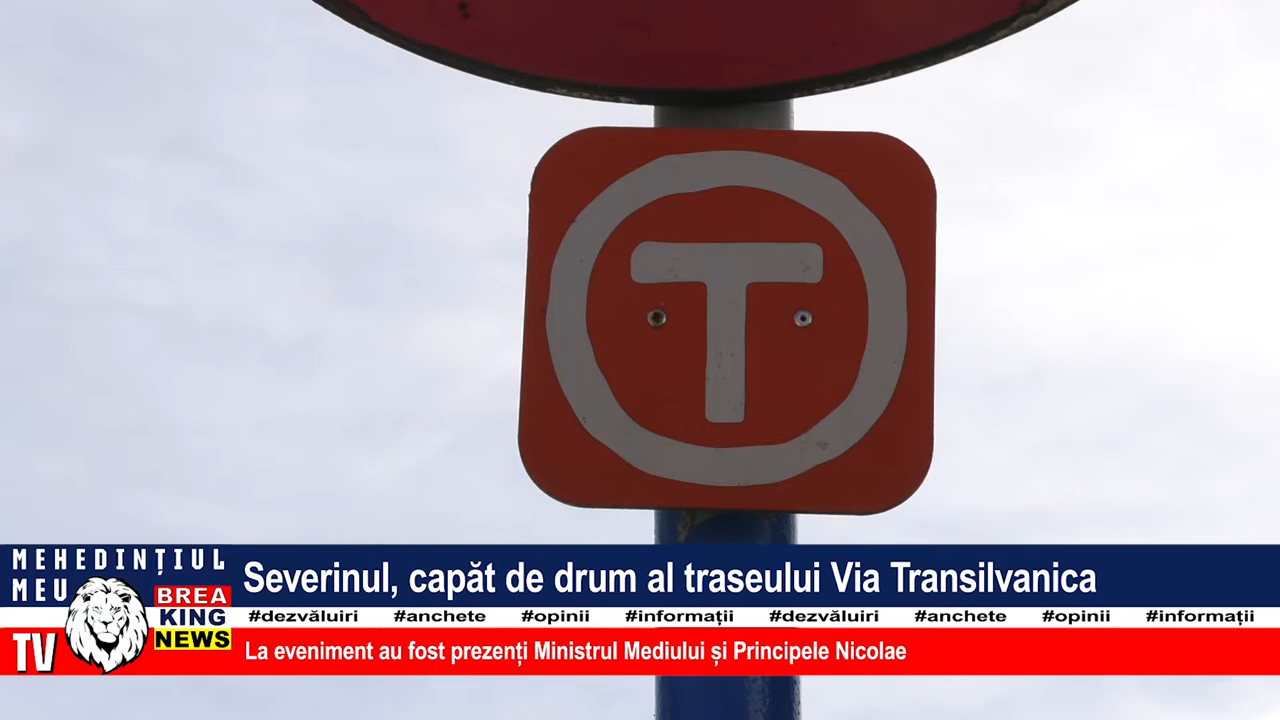 T
MEHEDINȚIUL
MEU
TV
BREA
KING
NEWS
Severinul, capăt de drum al traseului Via Transilvanica
#dezvăluiri #anchete #opinii #informații #dezvăluiri #anchete #opinii #informații
La eveniment au fost prezenți Ministrul Mediului și Principele Nicolae